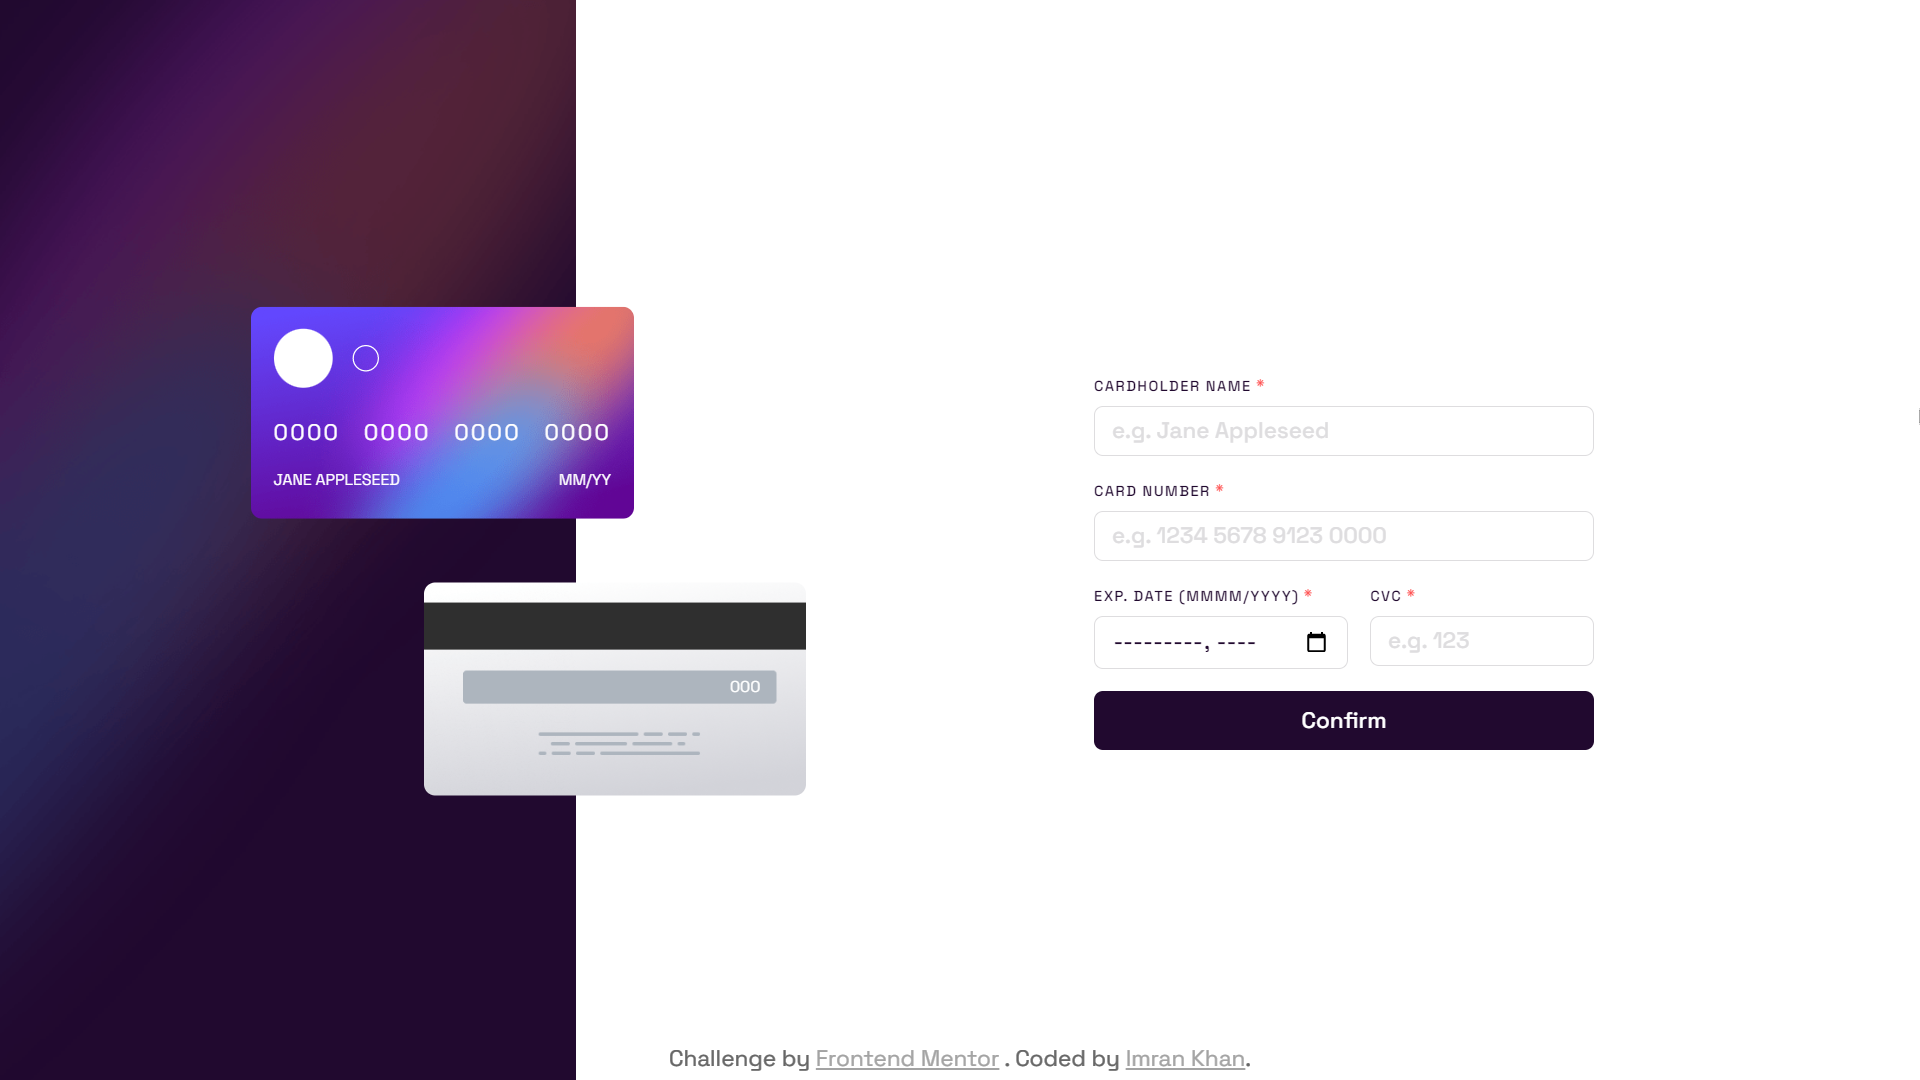 0000 0000 0000 0000
JANE APPLESEED MM/YY
000
CARDHOLDER NAME *
e.g. Jane Appleseed
CARD NUMBER *
e.g. 1234 5678 9123 0000
EXP. DATE (MMMM/YYYY) * CVC *
---------, ---- e.g. 123
Confirm
Challenge by Frontend Mentor . Coded by Imran Khan.